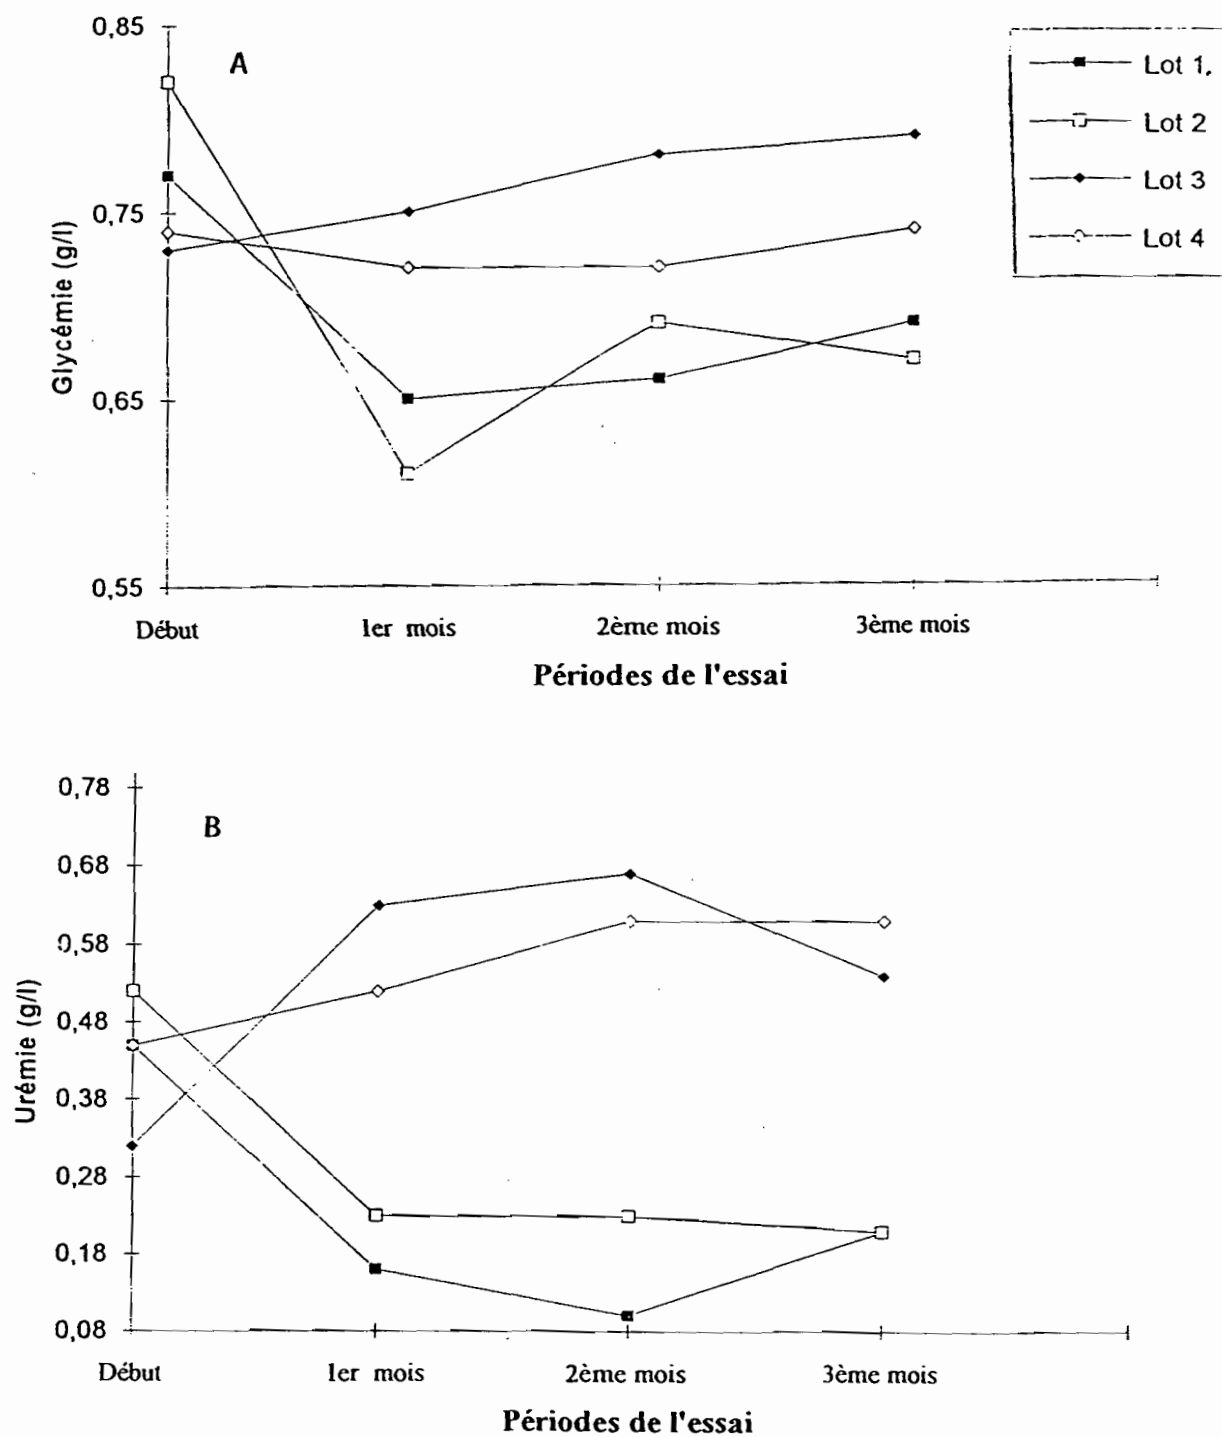 A
0,85
0,75
0,65
0,55
Glycémie (g/l)
Début
1er mois
2ème mois
3ème mois
Périodes de l'essai
Lot 1.
Lot 2
Lot 3
Lot 4
B
0,78
0,68
0,58
0,48
0,38
0,28
0,18
0,08
Urémie (g/l)
Début
1er mois
2ème mois
3ème mois
Périodes de l'essai